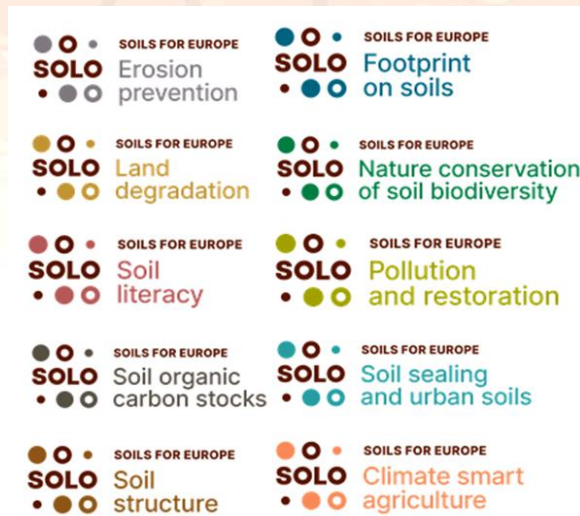 SOILS FOR EUROPE
SOLO Erosion
prevention
SOILS FOR EUROPE
SOLO Footprint
on soils
SOILS FOR EUROPE
SOLO Land
degradation
SOILS FOR EUROPE
SOLO Nature conservation
of soil biodiversity
SOILS FOR EUROPE
SOLO Soil
literacy
SOILS FOR EUROPE
SOLO Pollution
and restoration
SOILS FOR EUROPE
SOLO Soil organic
carbon stocks
SOILS FOR EUROPE
SOLO Soil sealing
and urban soils
SOILS FOR EUROPE
SOLO Soil
structure
SOILS FOR EUROPE
SOLO Climate smart
agriculture